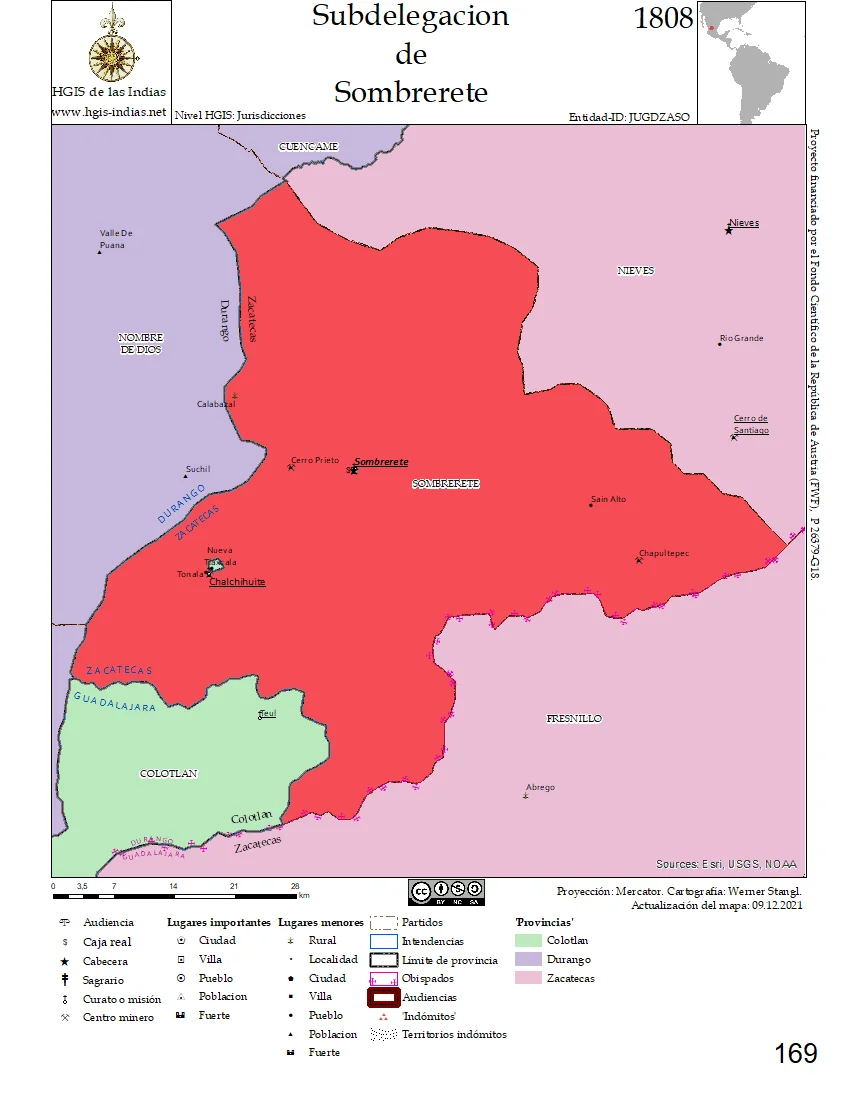 Subdelegacion
de
Sombrerete
1808
HGIS de las Indias
www.hgis-indias.net
Nivel HGIS: Jurisdicciones
Entidad-ID: JUGDZASO
CUENCAME
Valle De
Puana
Nieves
NIEVES
Durango
Zacatecas
NOMBRE
DE DIOS
Rio Grande
Calabazal
Cerro de
Santiago
Cerro Prieto
Sombrerete
Suchil
SOMBRERETE
DURANGO
ZACATECAS
Sain Alto
Nueva
Tlaxcala
Tonala
Chalchihuite
Chapultepec
ZACATECAS
GUADALAJARA
Teul
FRESNILLO
COLOTLAN
Abrego
Colotlan
Zacatecas
DURANGO
GUADALAJARA
Sources: Esri, USGS, NOAA
Proyecto financiado por el Fondo Científico de la República de Austria (FWF), P 26379-G18.
0 3,5 7 14 21 28
km
CC BY NC SA
Proyección: Mercator. Cartografía: Werner Stangl.
Actualización del mapa: 09.12.2021
Audiencia
Caja real
Cabecera
Sagrario
Curato o misión
Centro minero
Lugares importantes
Ciudad
Villa
Pueblo
Poblacion
Fuerte
Lugares menores
Rural
Localidad
Ciudad
Villa
Pueblo
Poblacion
Fuerte
Partidos
Intendencias
Límite de provincia
Obispados
Audiencias
'Indómitos'
Territorios indómitos
'Provincias'
Colotlan
Durango
Zacatecas
169